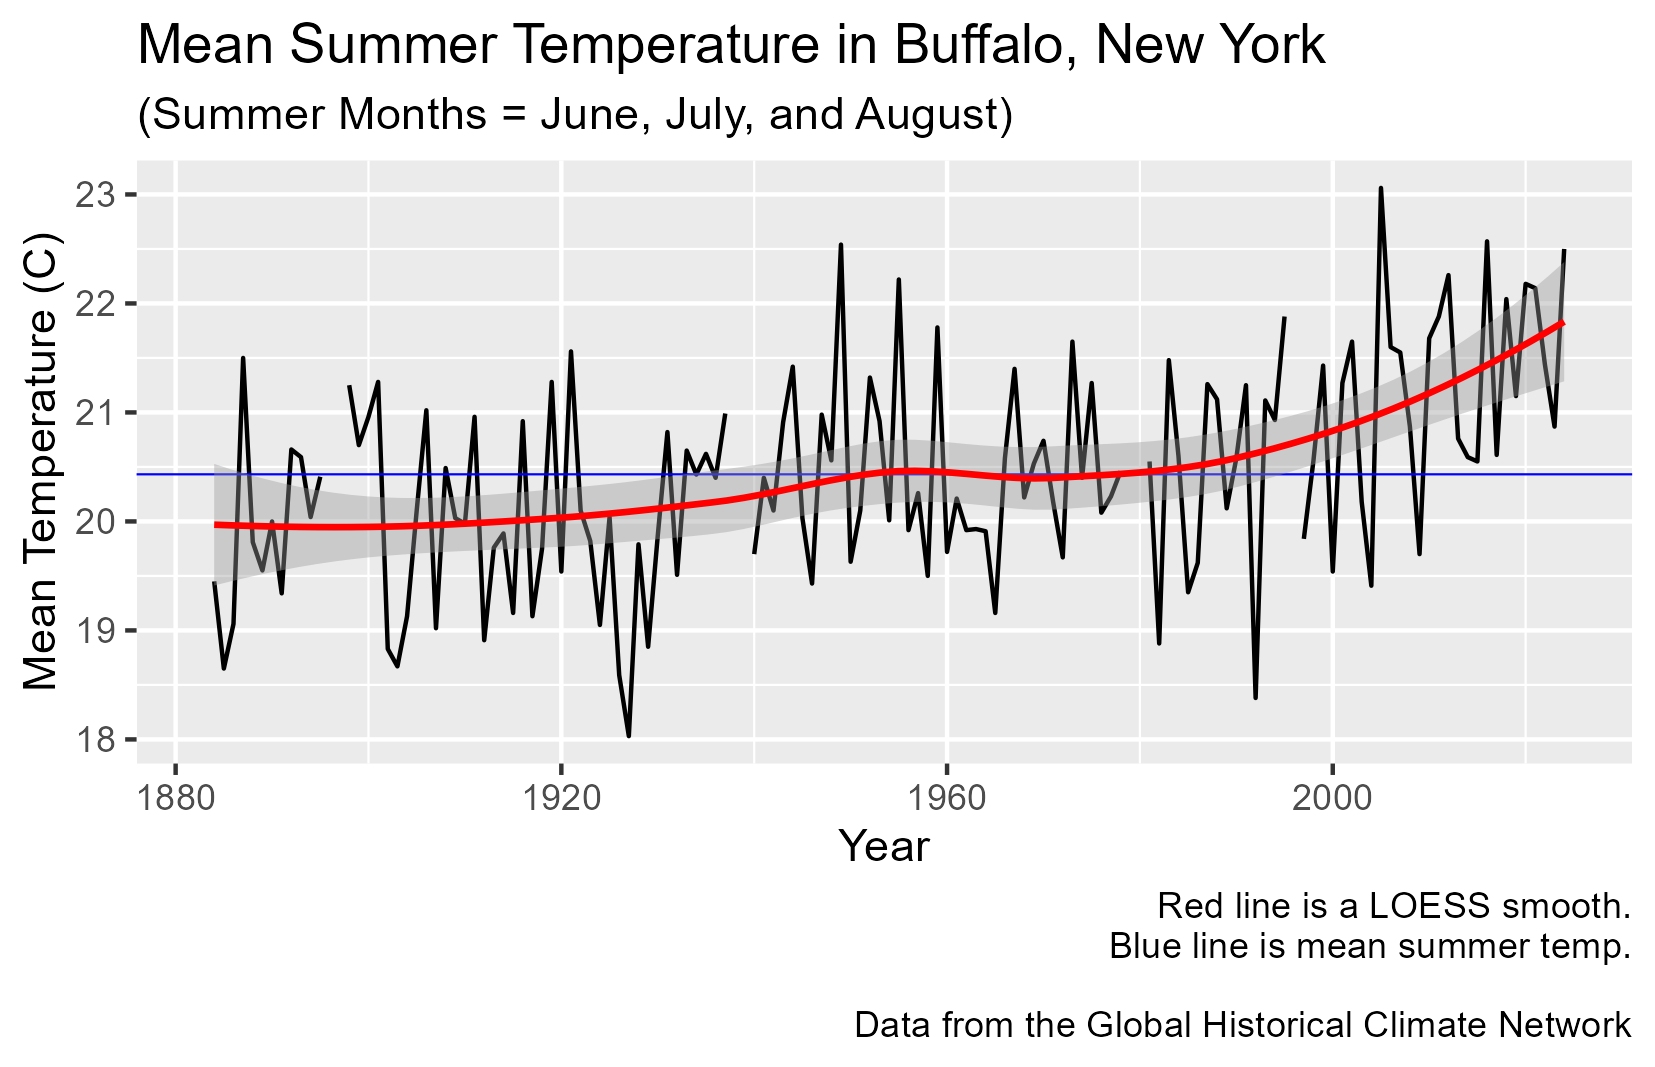 Mean Summer Temperature in Buffalo, New York
(Summer Months = June, July, and August)
Mean Temperature (C)
23
22
21
20
19
18
1880 1920 1960 2000
Year
Red line is a LOESS smooth.
Blue line is mean summer temp.
Data from the Global Historical Climate Network